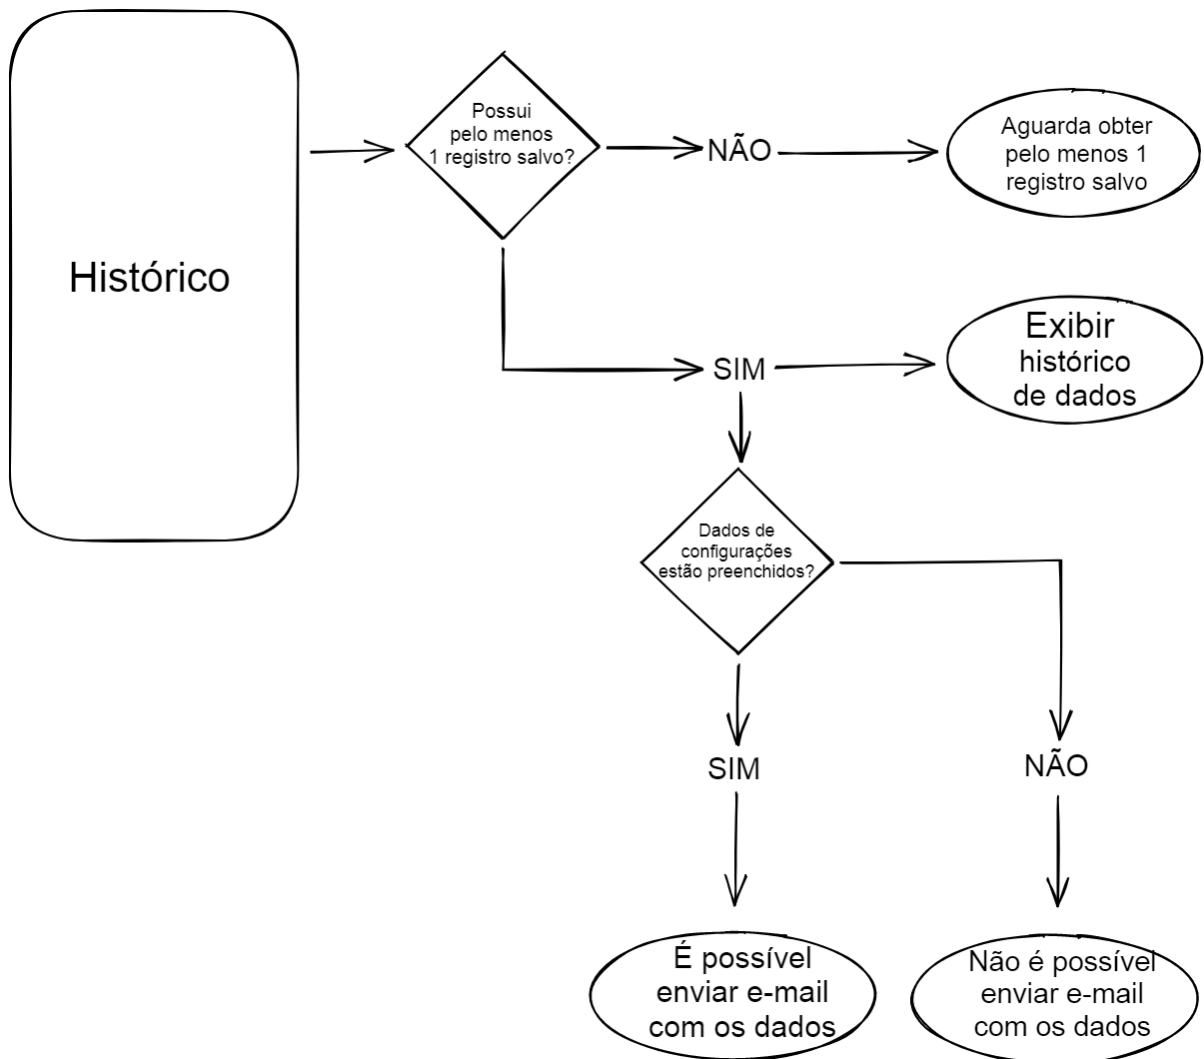 Histórico
Possui
pelo menos
1 registro salvo?
NÃO
Aguarda obter
pelo menos 1
registro salvo
SIM
Exibir
histórico
de dados
Dados de
configurações
estão preenchidos?
SIM
NÃO
É possível
enviar e-mail
com os dados
Não é possível
enviar e-mail
com os dados